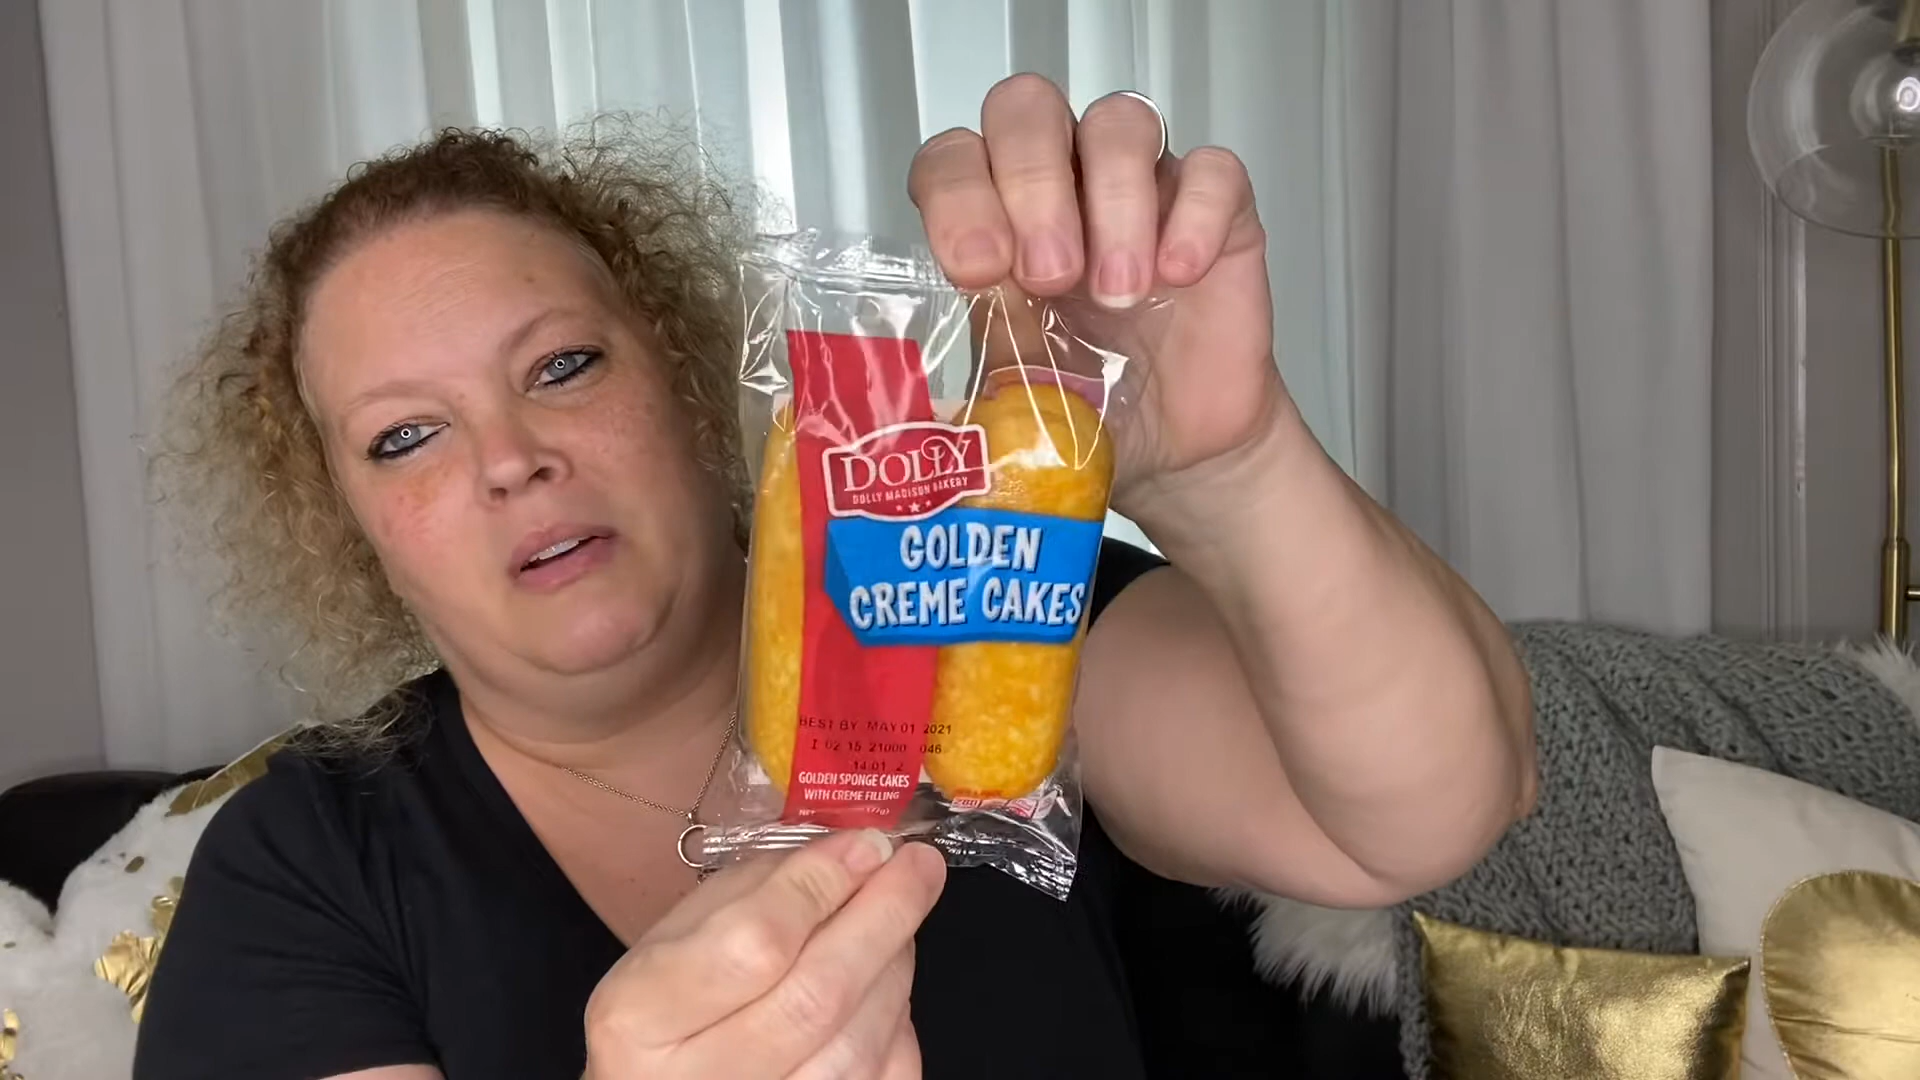 DOLLY
DOLLY MADISON BAKERY
GOLDEN
CREME CAKES
BEST BY MAY 01 2021
I 02 15 21000 046
14 01 2
GOLDEN SPONGE CAKES
WITH CREME FILLING